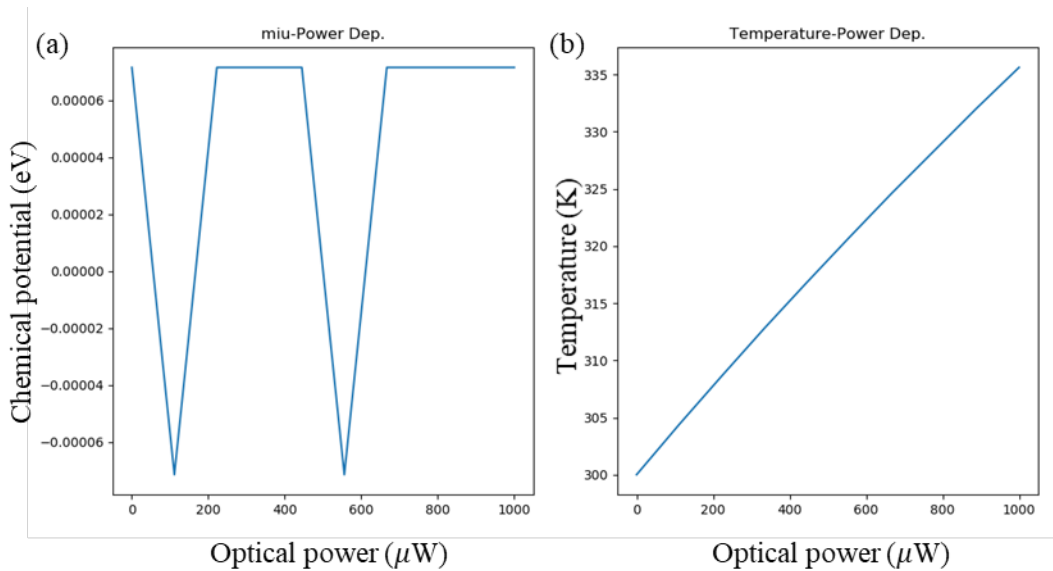 (a)
miu-Power Dep.
Chemical potential (eV)
0.00006
0.00004
0.00002
0.00000
−0.00002
−0.00004
−0.00006
0 200 400 600 800 1000
Optical power (μW)
(b)
Temperature-Power Dep.
Temperature (K)
335
330
325
320
315
310
305
300
0 200 400 600 800 1000
Optical power (μW)